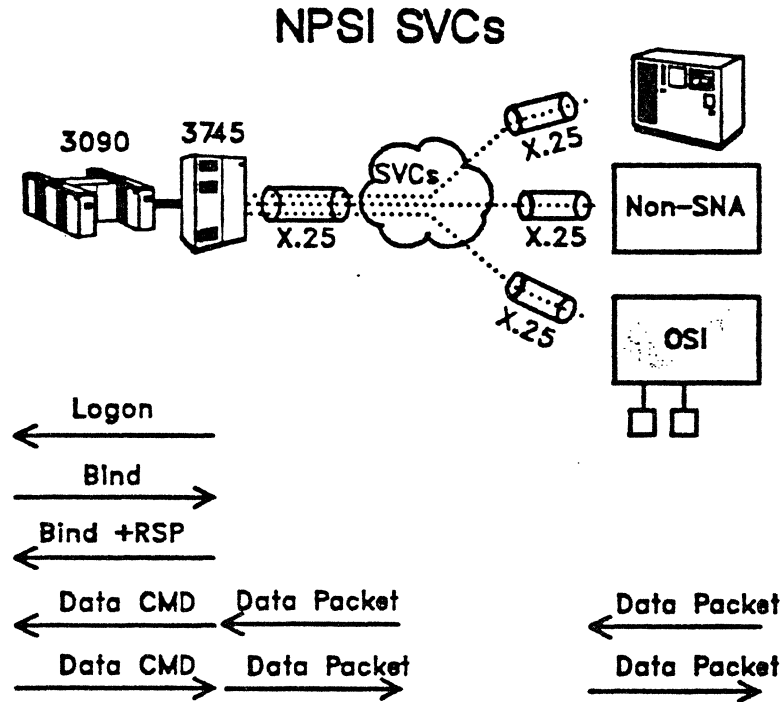 NPSI SVCs
3090
3745
SVCs
X.25
X.25
X.25
X.25
Non-SNA
OSI
Logon
Bind
Bind +RSP
Data CMD Data Packet Data Packet
Data CMD Data Packet Data Packet